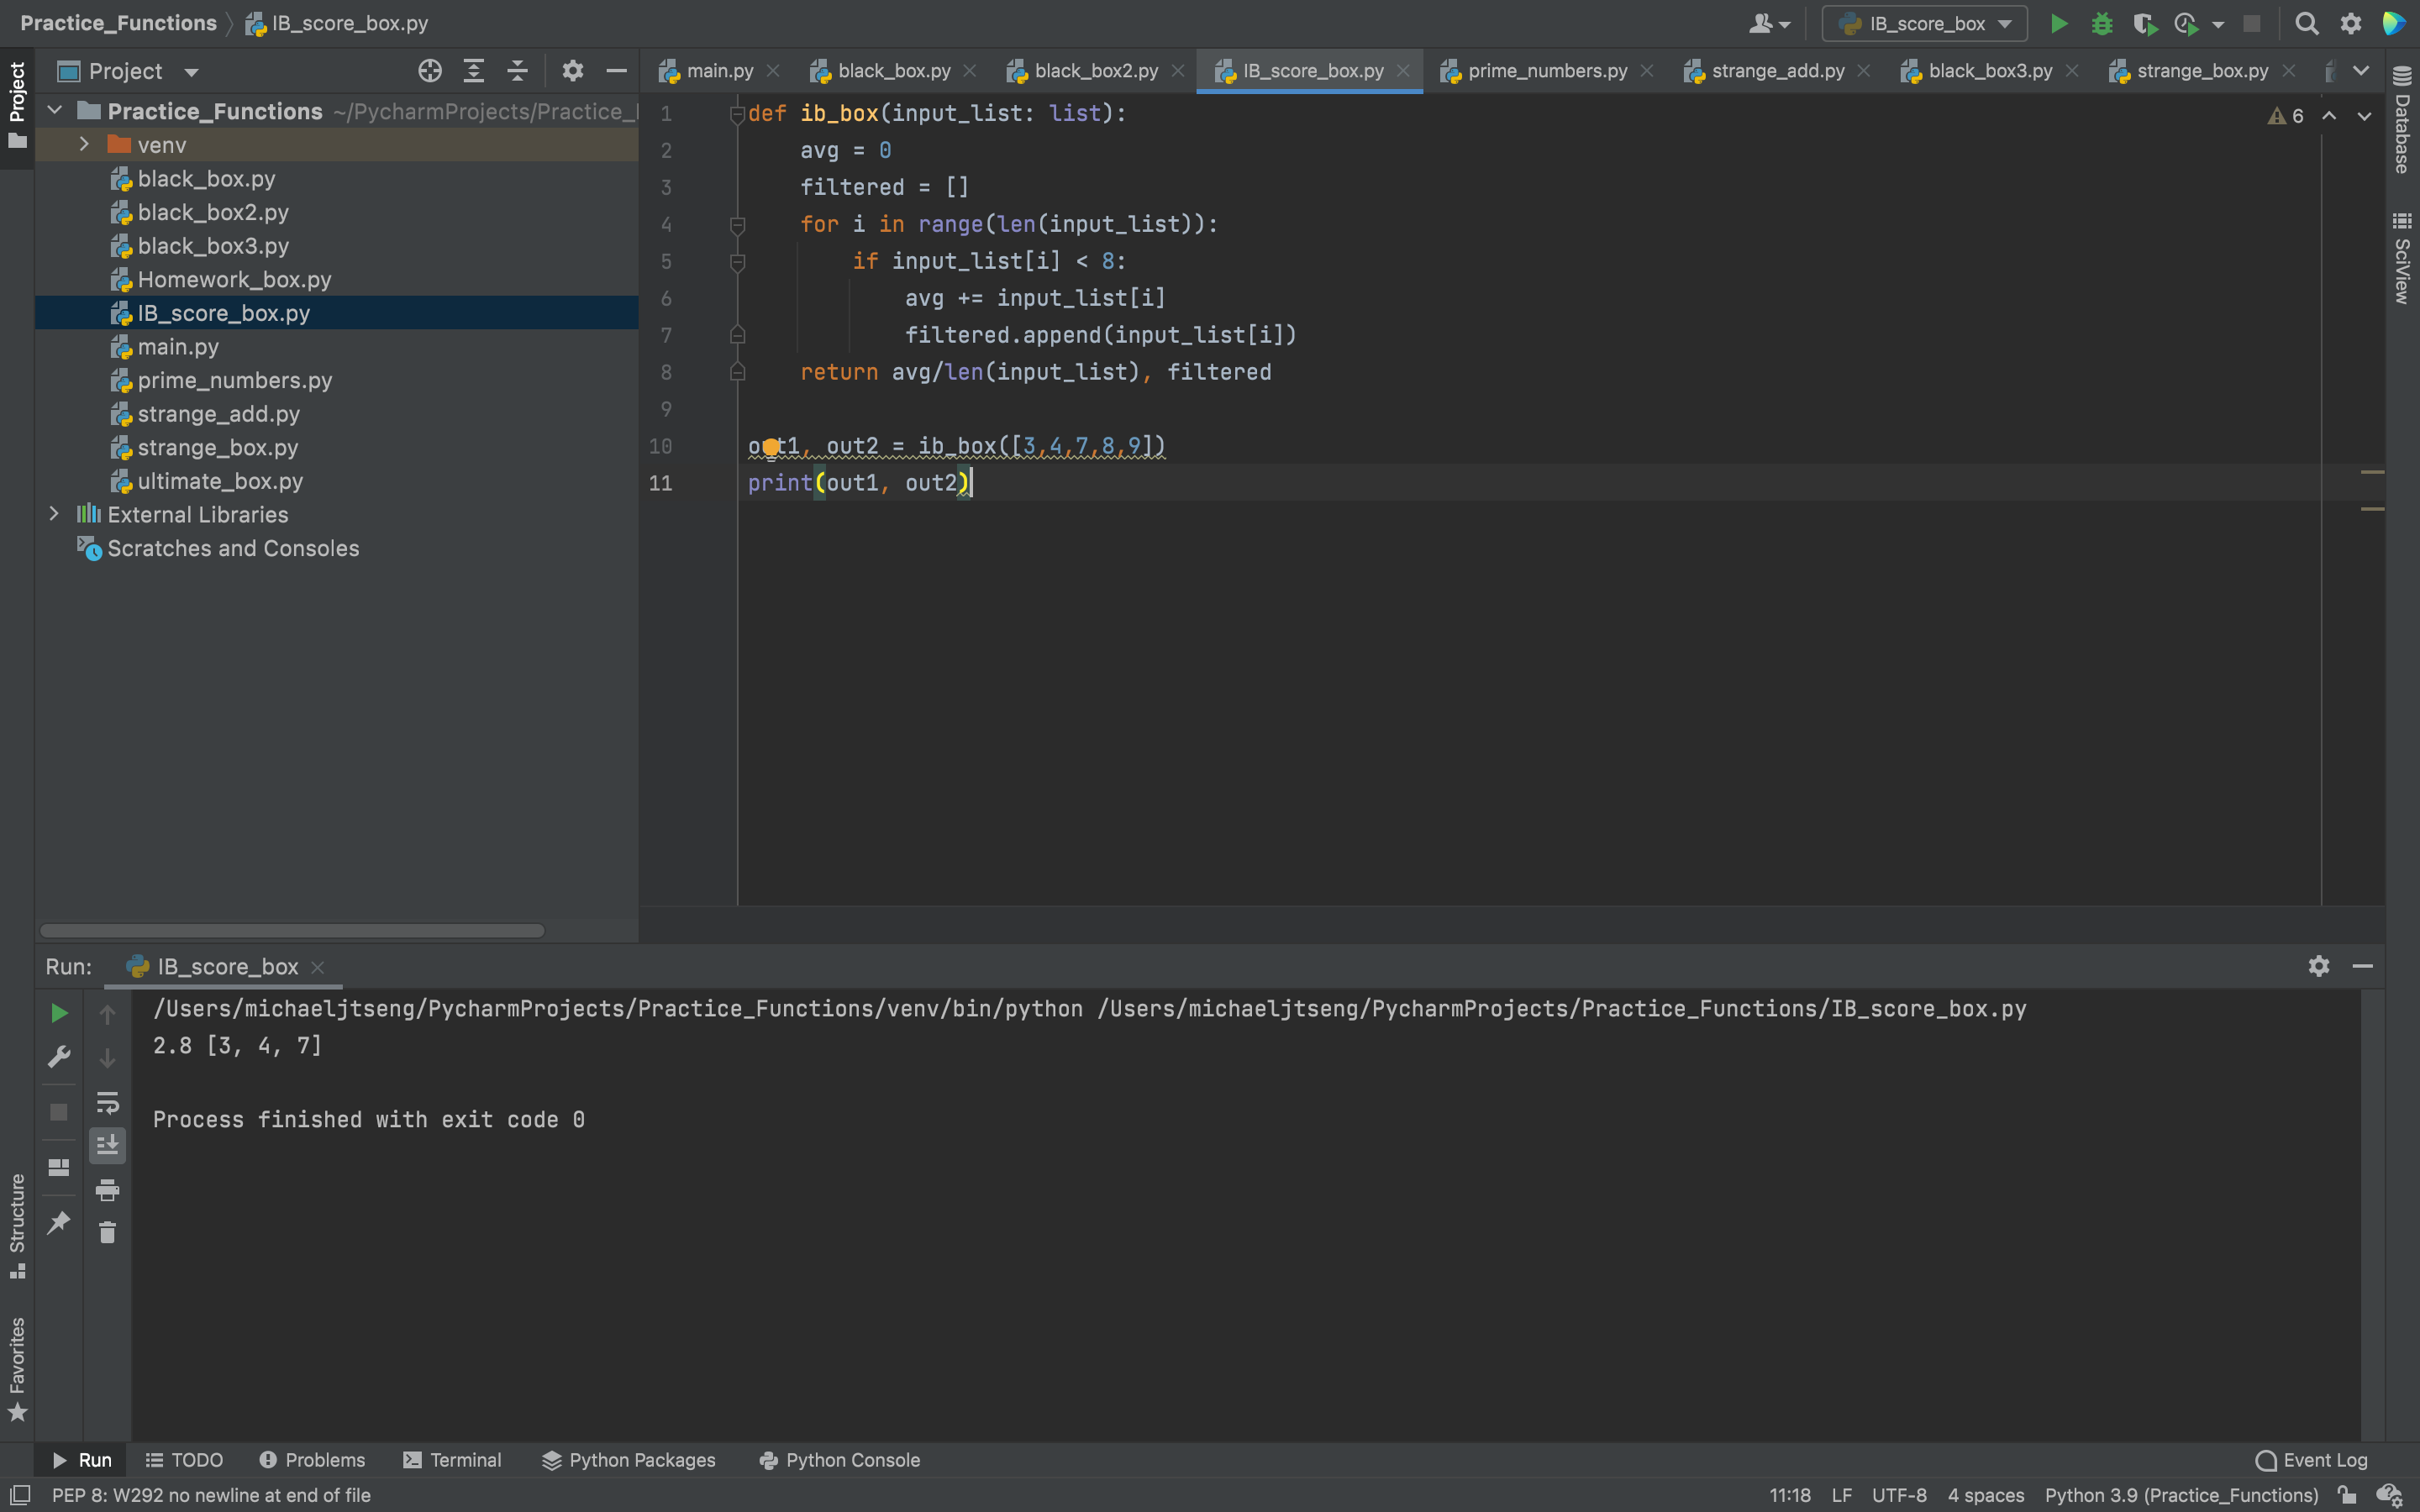 Practice_Functions IB_score_box.py
IB_score_box
Project
Project
main.py
black_box.py
black_box2.py
IB_score_box.py
prime_numbers.py
strange_add.py
black_box3.py
strange_box.py
Practice_Functions ~/PycharmProjects/Practice_
venv
black_box.py
black_box2.py
black_box3.py
Homework_box.py
IB_score_box.py
main.py
prime_numbers.py
strange_add.py
strange_box.py
ultimate_box.py
External Libraries
Scratches and Consoles
1 def ib_box(input_list: list):
2 avg = 0
3 filtered = []
4 for i in range(len(input_list)):
5 if input_list[i] < 8:
6 avg += input_list[i]
7 filtered.append(input_list[i])
8 return avg/len(input_list), filtered
9
10 out1, out2 = ib_box([3,4,7,8,9])
11 print(out1, out2)
6
Database
SciView
Run: IB_score_box
/Users/michaeljtseng/PycharmProjects/Practice_Functions/venv/bin/python /Users/michaeljtseng/PycharmProjects/Practice_Functions/IB_score_box.py
2.8 [3, 4, 7]
Process finished with exit code 0
Structure
Favorites
Run
TODO
Problems
Terminal
Python Packages
Python Console
Event Log
PEP 8: W292 no newline at end of file
11:18 LF UTF-8 4 spaces Python 3.9 (Practice_Functions)